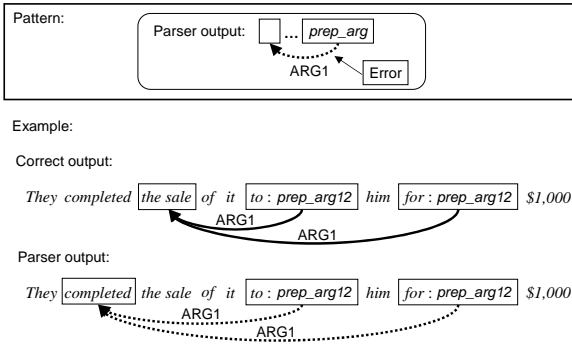 Pattern:
Parser output: ... prep_arg
ARG1
Error
Example:
Correct output:
They completed the sale of it to : prep_arg12 him for : prep_arg12 $1,000
ARG1
ARG1
Parser output:
They completed the sale of it to : prep_arg12 him for : prep_arg12 $1,000
ARG1
ARG1